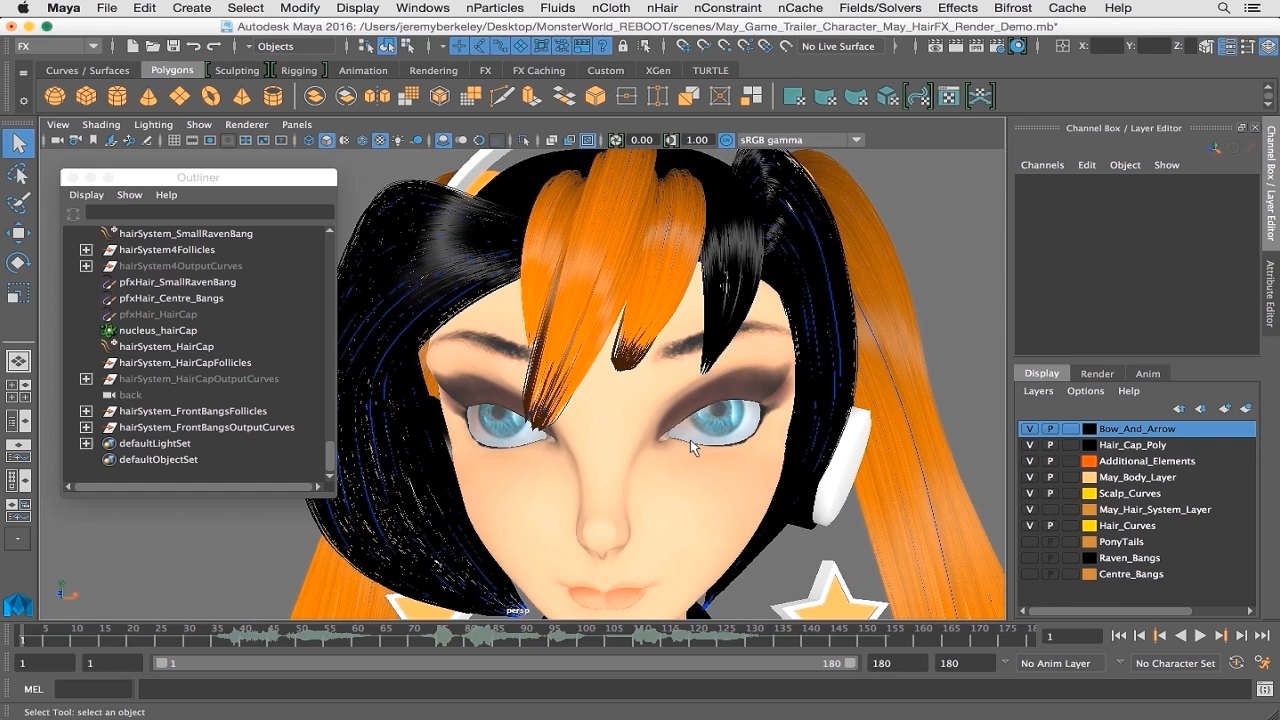 Maya File Edit Create Select Modify Display Windows nParticles Fluids nCloth nHair nConstraint nCache Fields/Solvers Effects Bifrost Cache Help
Autodesk Maya 2016: */Users/jeremyberkeley/Desktop/MonsterWorld_REBOOT/scenes/May_Game_Trailer_Character_May_HairFX_Render_Demo.mb*
FX Objects No Live Surface X: Y: Z:
Curves / Surfaces Polygons Sculpting Rigging Animation Rendering FX FX Caching Custom XGen TURTLE
View Shading Lighting Show Renderer Panels
0.00 1.00 sRGB gamma
Channel Box / Layer Editor
Channels Edit Object Show
Channel Box / Layer Editor
Attribute Editor
Outliner
Display Show Help
hairSystem_SmallRavenBang
hairSystem4Follicles
hairSystem4OutputCurves
pfxHair_SmallRavenBang
pfxHair_Centre_Bangs
pfxHair_HairCap
nucleus_hairCap
hairSystem_HairCap
hairSystem_HairCapFollicles
hairSystem_HairCapOutputCurves
back
hairSystem_FrontBangsFollicles
hairSystem_FrontBangsOutputCurves
defaultLightSet
defaultObjectSet
persp
Display Render Anim
Layers Options Help
V P Bow_And_Arrow
V P Hair_Cap_Poly
V P Additional_Elements
V P May_Body_Layer
V P Scalp_Curves
V P May_Hair_System_Layer
V P Hair_Curves
P PonyTails
P Raven_Bangs
P Centre_Bangs
5 10 15 20 25 30 35 40 45 50 55 60 65 70 75 80 85 90 95 100 105 110 115 120 125 130 135 140 145 150 155 160 165 170 175 18
1 1
1 1 1 180 180 180 No Anim Layer No Character Set
MEL
Select Tool: select an object